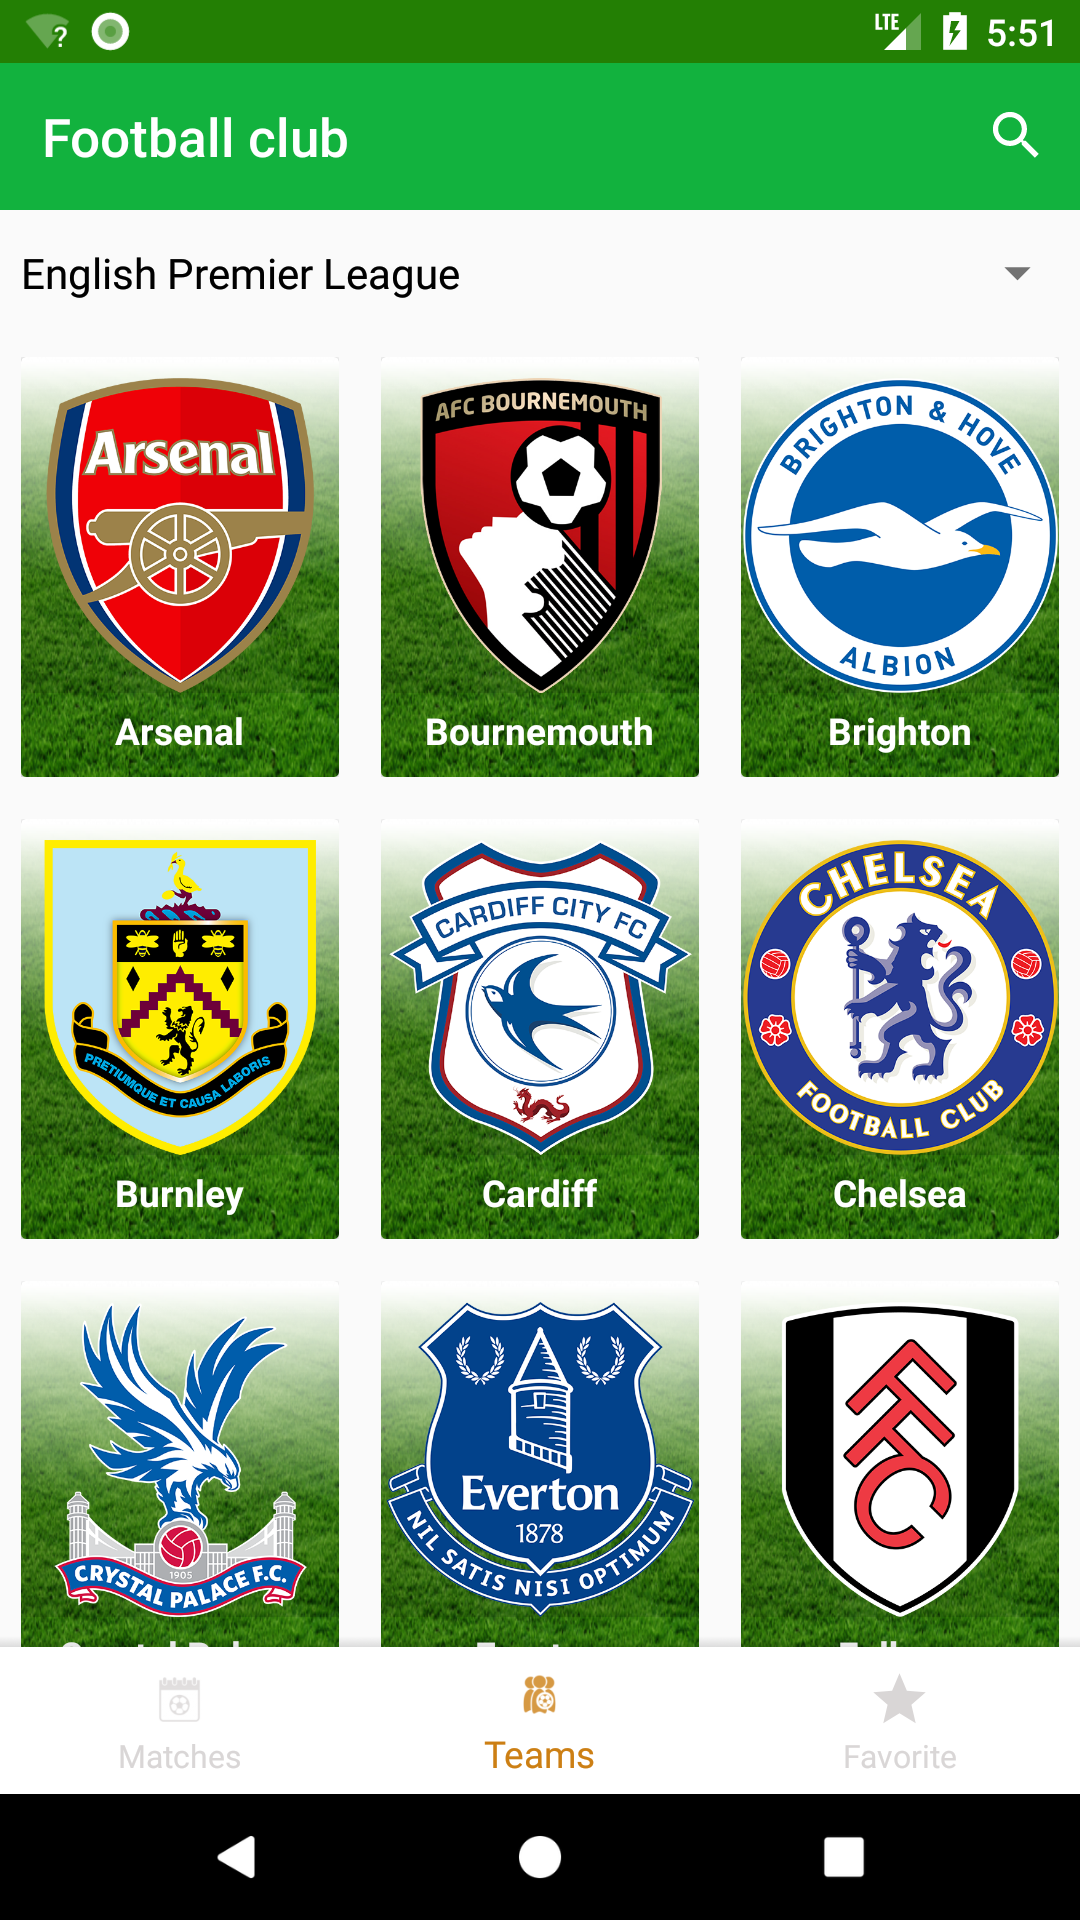 ?
LTE
5:51
Football club
English Premier League
Arsenal
AFC BOURNEMOUTH
BRIGHTON & HOVE
ALBION
Arsenal
Bournemouth
Brighton
PRETIUMQUE ET CAUSA LABORIS
CARDIFF CITY FC
CHELSEA
FOOTBALL CLUB
Burnley
Cardiff
Chelsea
1905
CRYSTAL PALACE F.C.
Everton
1878
NIL SATIS NISI OPTIMUM
FFC
Matches
Teams
Favorite